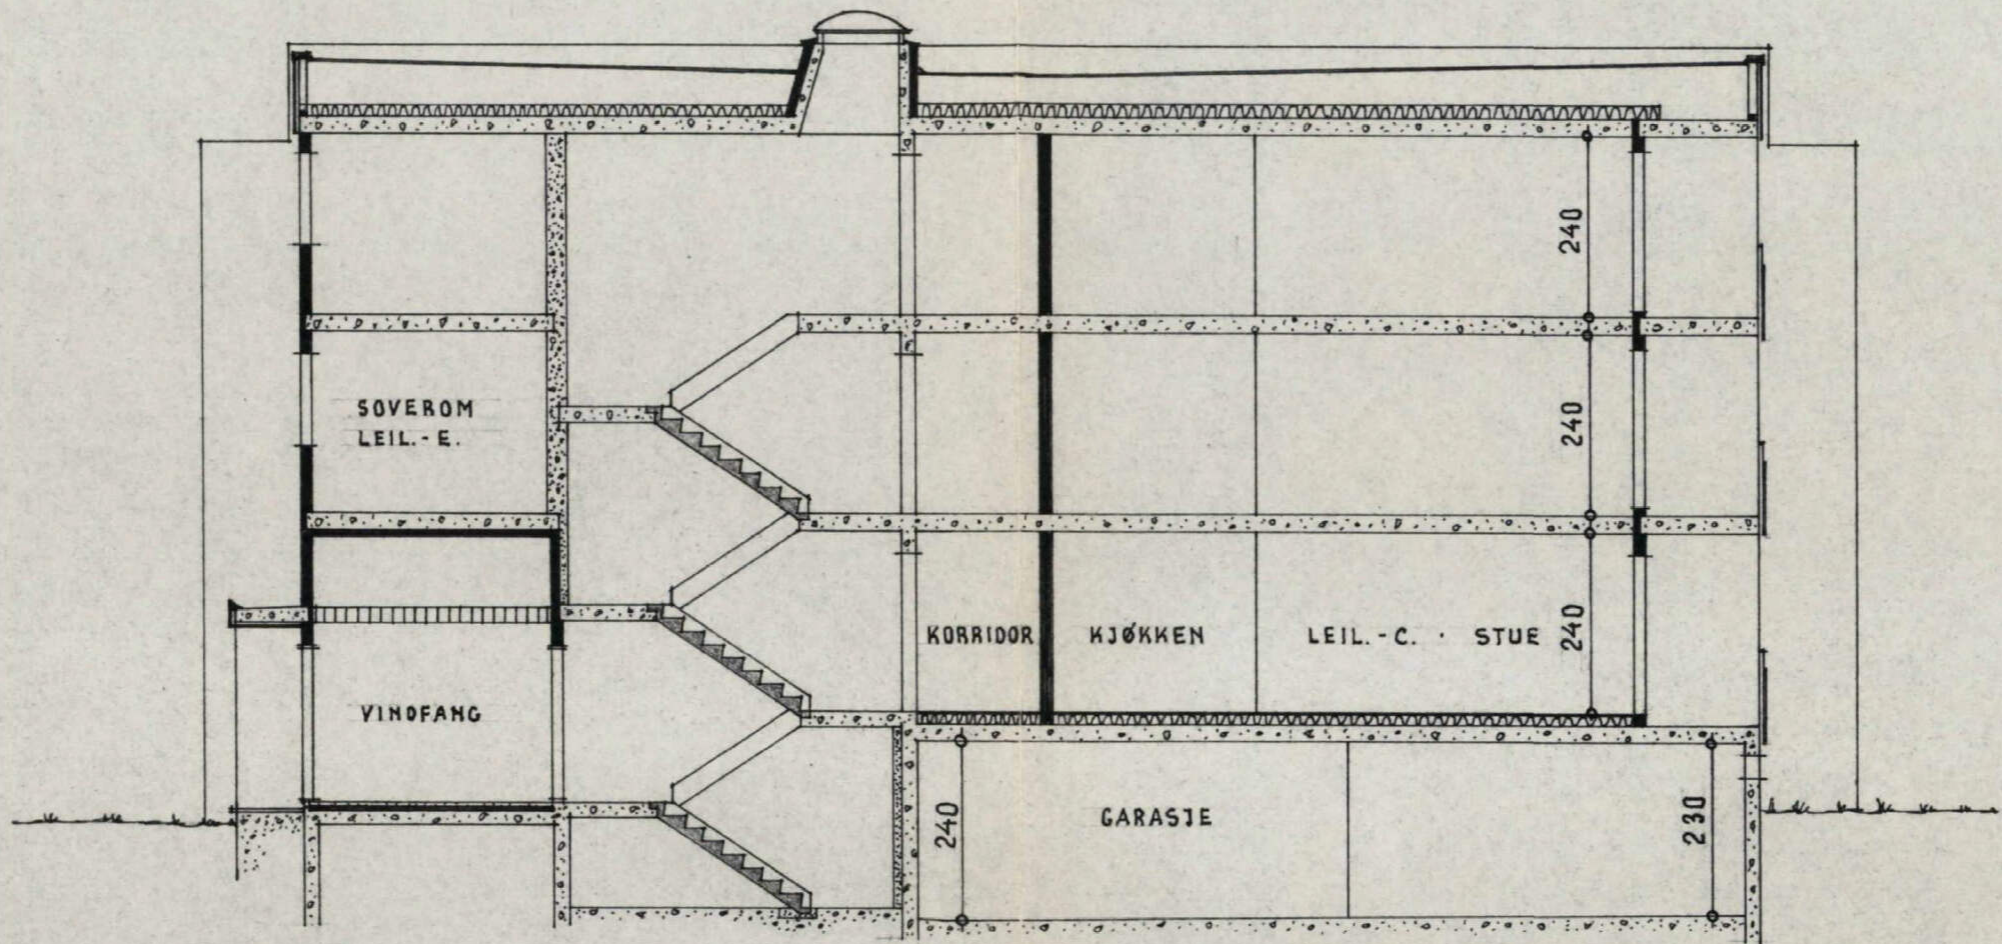 240
SOVEROM
LEIL.-E.
240
KORRIDOR
KJØKKEN
LEIL.-C. · STUE
240
VINDFANG
240
GARASJE
230